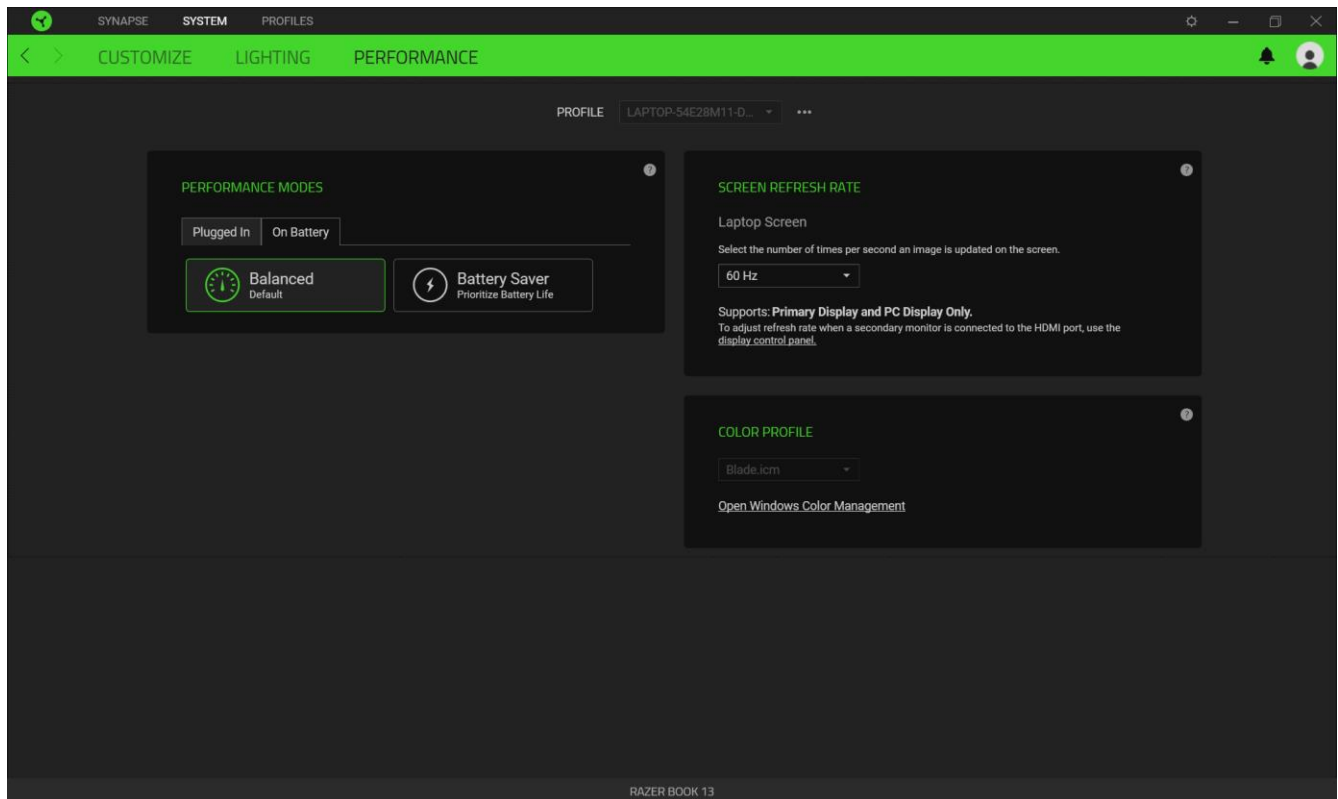 SYNAPSE SYSTEM PROFILES
CUSTOMIZE LIGHTING PERFORMANCE
PROFILE LAPTOP-54E28M11-D... •••
PERFORMANCE MODES
Plugged In On Battery
Balanced
Default
Battery Saver
Prioritize Battery Life
SCREEN REFRESH RATE
Laptop Screen
Select the number of times per second an image is updated on the screen.
60 Hz
Supports: Primary Display and PC Display Only.
To adjust refresh rate when a secondary monitor is connected to the HDMI port, use the
display control panel.
COLOR PROFILE
Blade.icm
Open Windows Color Management
RAZER BOOK 13